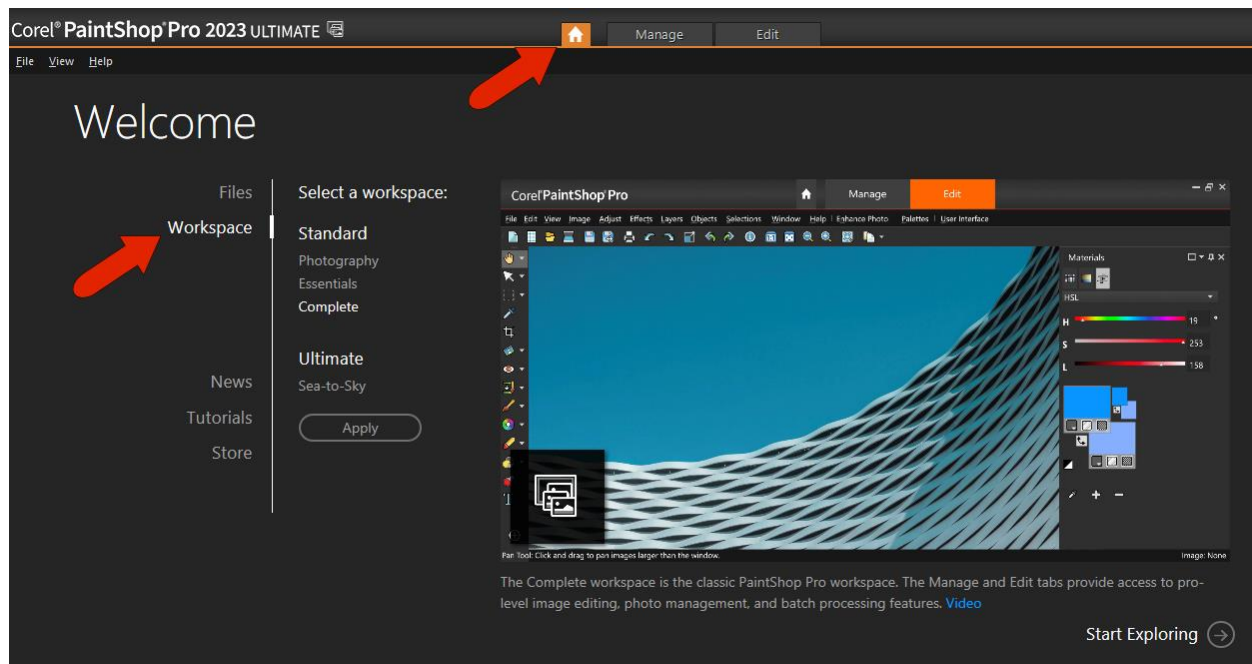 Corel® PaintShop® Pro 2023 ULTIMATE
Manage Edit
File View Help
Welcome
Files
Workspace
News
Tutorials
Store
Select a workspace:
Standard
Photography
Essentials
Complete
Ultimate
Sea-to-Sky
Apply
Corel® PaintShop® Pro
Manage Edit
File Edit View Image Adjust Effects Layers Objects Selections Window Help Enhance Photo Palettes User Interface
Materials
HSL
H 19 °
S 253
L 158
Pan Tool: Click and drag to pan images larger than the window. Image: None
The Complete workspace is the classic PaintShop Pro workspace. The Manage and Edit tabs provide access to pro-
level image editing, photo management, and batch processing features. Video
Start Exploring